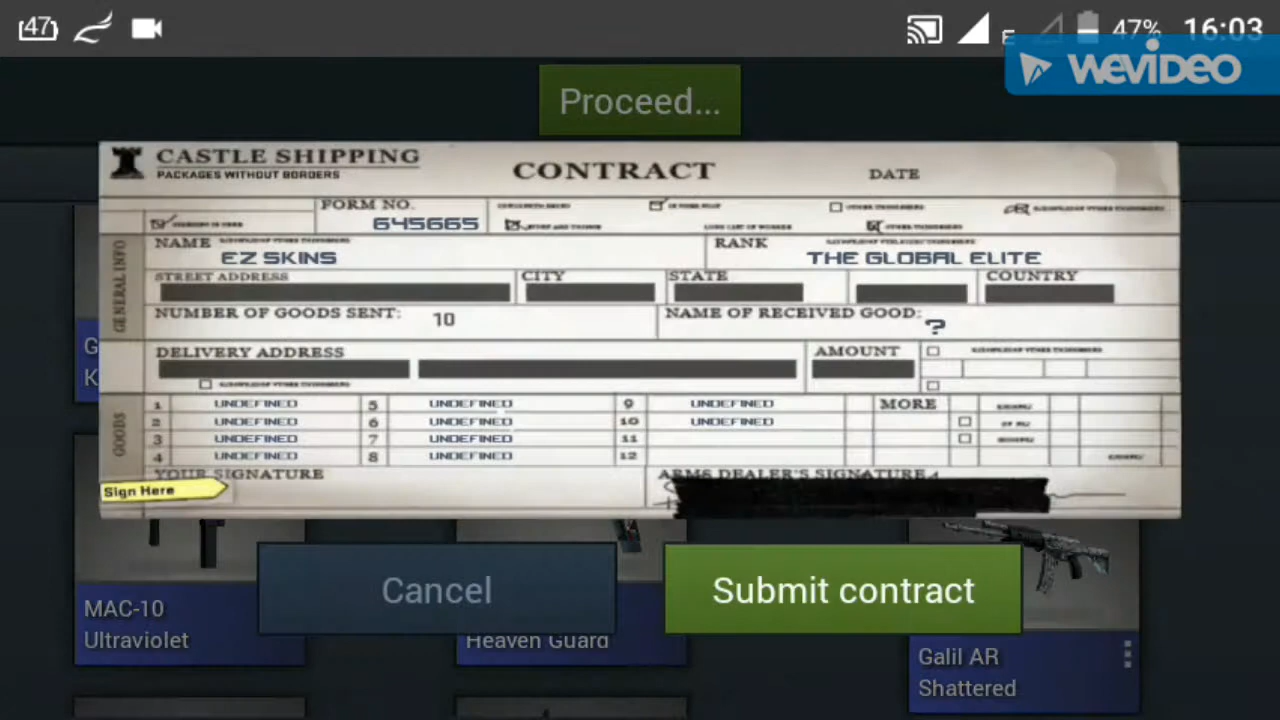 47 47% 16:03
E
WEVIDEO
Proceed...
CASTLE SHIPPING
PACKAGES WITHOUT BORDERS
CONTRACT
DATE
FORM NO.
645665
NAME
EZ SKINS
RANK
THE GLOBAL ELITE
STREET ADDRESS
CITY
STATE
COUNTRY
GENERAL INFO
NUMBER OF GOODS SENT: 10
NAME OF RECEIVED GOOD: ?
DELIVERY ADDRESS
AMOUNT
GOODS
1 UNDEFINED 5 UNDEFINED 9 UNDEFINED MORE
2 UNDEFINED 6 UNDEFINED 10 UNDEFINED
3 UNDEFINED 7 UNDEFINED 11
4 UNDEFINED 8 UNDEFINED 12
YOUR SIGNATURE
ARMS DEALER'S SIGNATURE
Sign Here
Cancel
Submit contract
G
K
MAC-10
Ultraviolet
Heaven Guard
Galil AR
Shattered